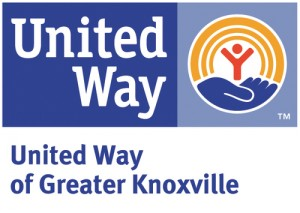 United
Way
TM
United Way
of Greater Knoxville